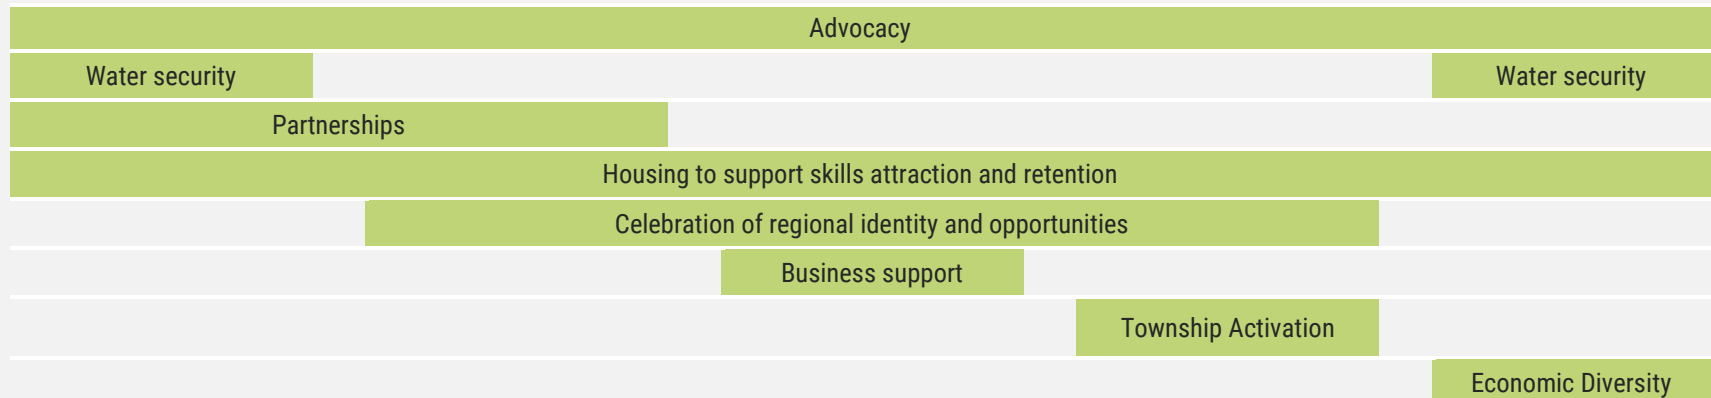 Advocacy
Water security
Water security
Partnerships
Housing to support skills attraction and retention
Celebration of regional identity and opportunities
Business support
Township Activation
Economic Diversity